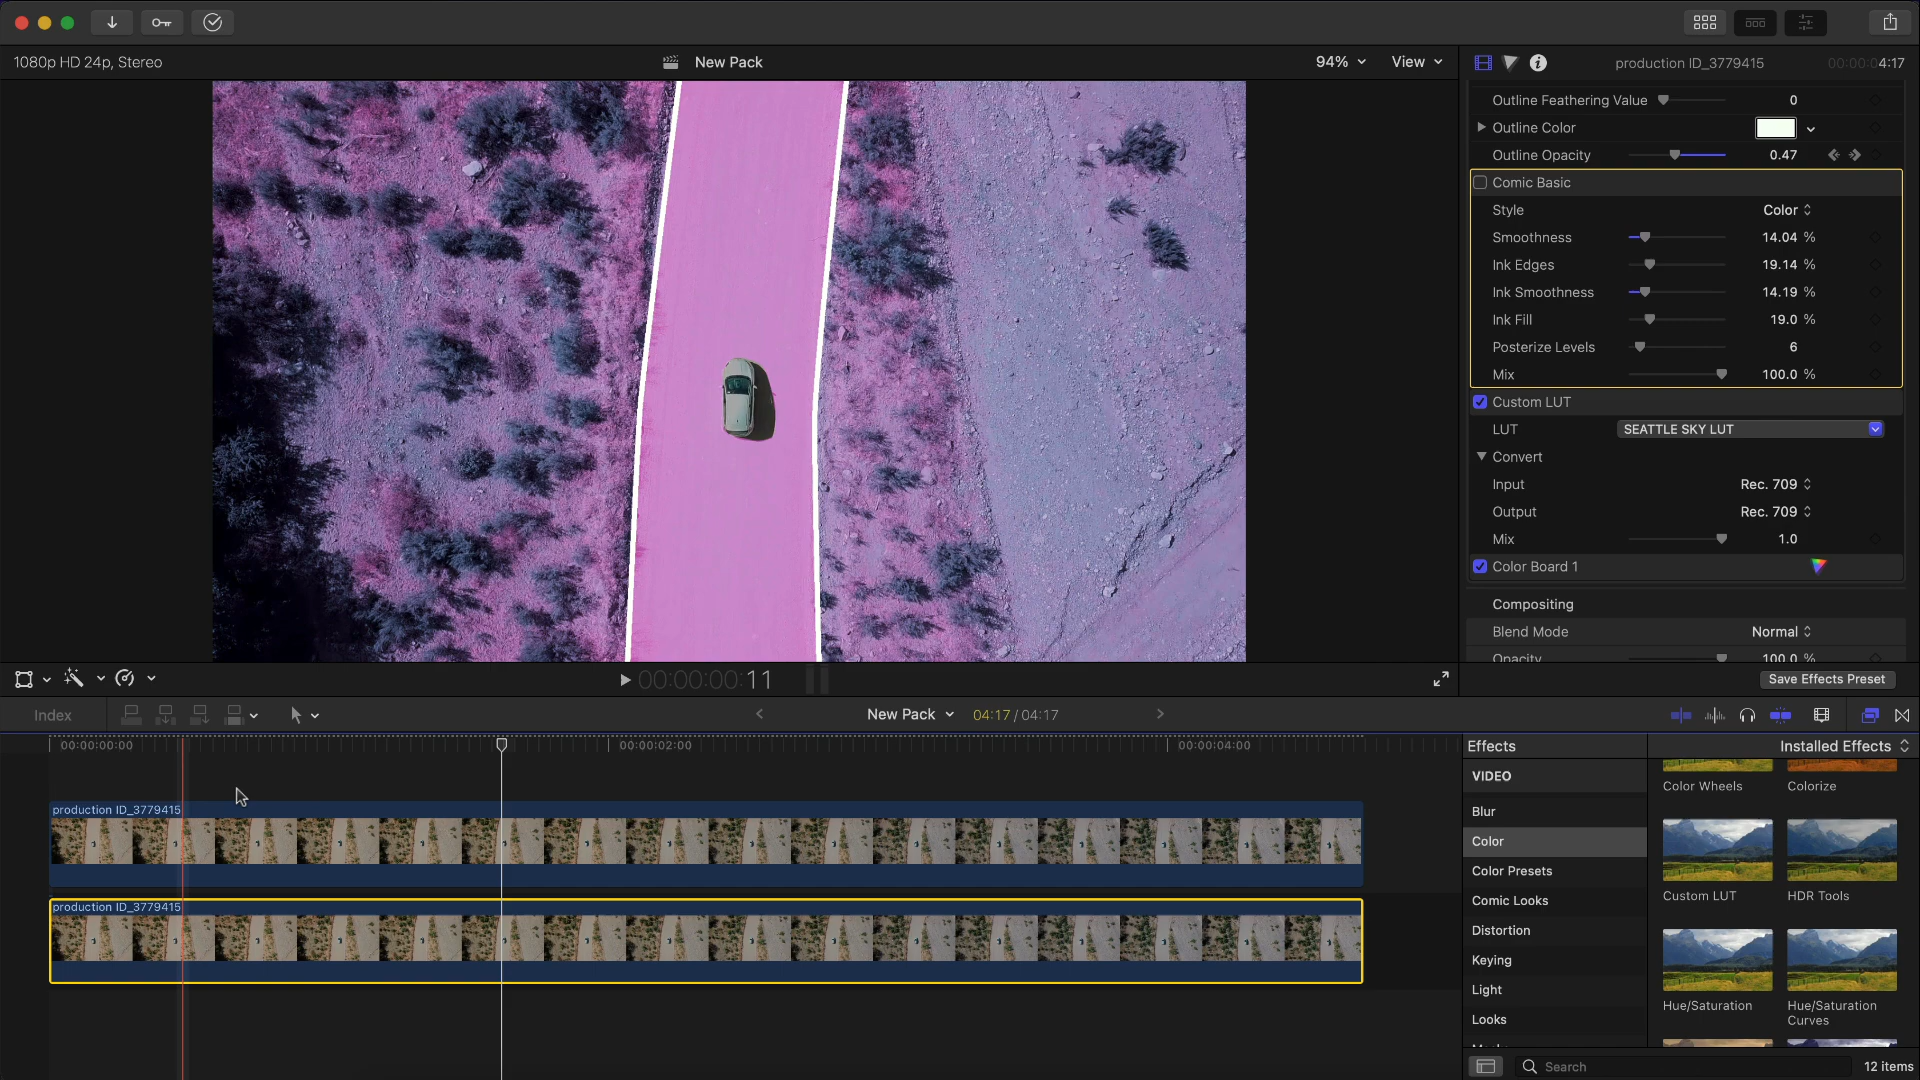 1080p HD 24p, Stereo
New Pack
94%
View
production ID_3779415
00:00:04:17
Outline Feathering Value
0
Outline Color
Outline Opacity
0.47
Comic Basic
Style
Color
Smoothness
14.04 %
Ink Edges
19.14 %
Ink Smoothness
14.19 %
Ink Fill
19.0 %
Posterize Levels
6
Mix
100.0 %
Custom LUT
LUT
SEATTLE SKY LUT
Convert
Input
Rec. 709
Output
Rec. 709
Mix
1.0
Color Board 1
Compositing
Blend Mode
Normal
Opacity
100.0 %
Save Effects Preset
00:00:00:11
Index
New Pack
04:17 / 04:17
00:00:00:00
00:00:02:00
00:00:04:00
production ID_3779415
production ID_3779415
Effects
Installed Effects
VIDEO
Blur
Color
Color Presets
Comic Looks
Distortion
Keying
Light
Looks
Color Wheels
Colorize
Custom LUT
HDR Tools
Hue/Saturation
Hue/Saturation
Curves
Search
12 items